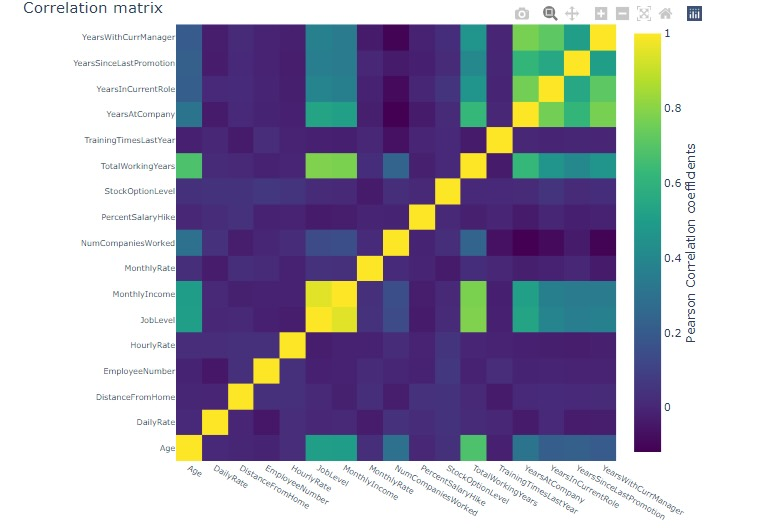 Correlation matrix
YearsWithCurrManager
YearsSinceLastPromotion
YearsInCurrentRole
YearsAtCompany
TrainingTimesLastYear
TotalWorkingYears
StockOptionLevel
PercentSalaryHike
NumCompaniesWorked
MonthlyRate
MonthlyIncome
JobLevel
HourlyRate
EmployeeNumber
DistanceFromHome
DailyRate
Age
Age
DailyRate
DistanceFromHome
EmployeeNumber
HourlyRate
JobLevel
MonthlyIncome
MonthlyRate
NumCompaniesWorked
PercentSalaryHike
StockOptionLevel
TotalWorkingYears
TrainingTimesLastYear
YearsAtCompany
YearsInCurrentRole
YearsSinceLastPromotion
YearsWithCurrManager
1
0.8
0.6
0.4
0.2
0
Pearson Correlation coefficients